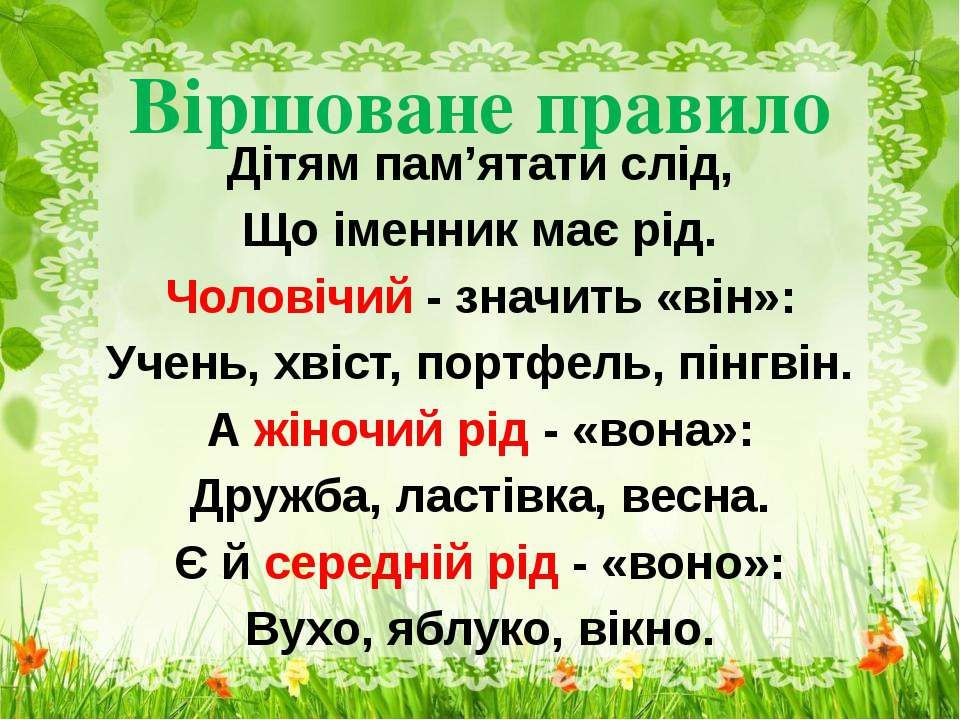 Віршоване правило
Дітям пам’ятати слід,
Що іменник має рід.
Чоловічий - значить «він»:
Учень, хвіст, портфель, пінгвін.
А жіночий рід - «вона»:
Дружба, ластівка, весна.
Є й середній рід - «воно»:
Вухо, яблуко, вікно.